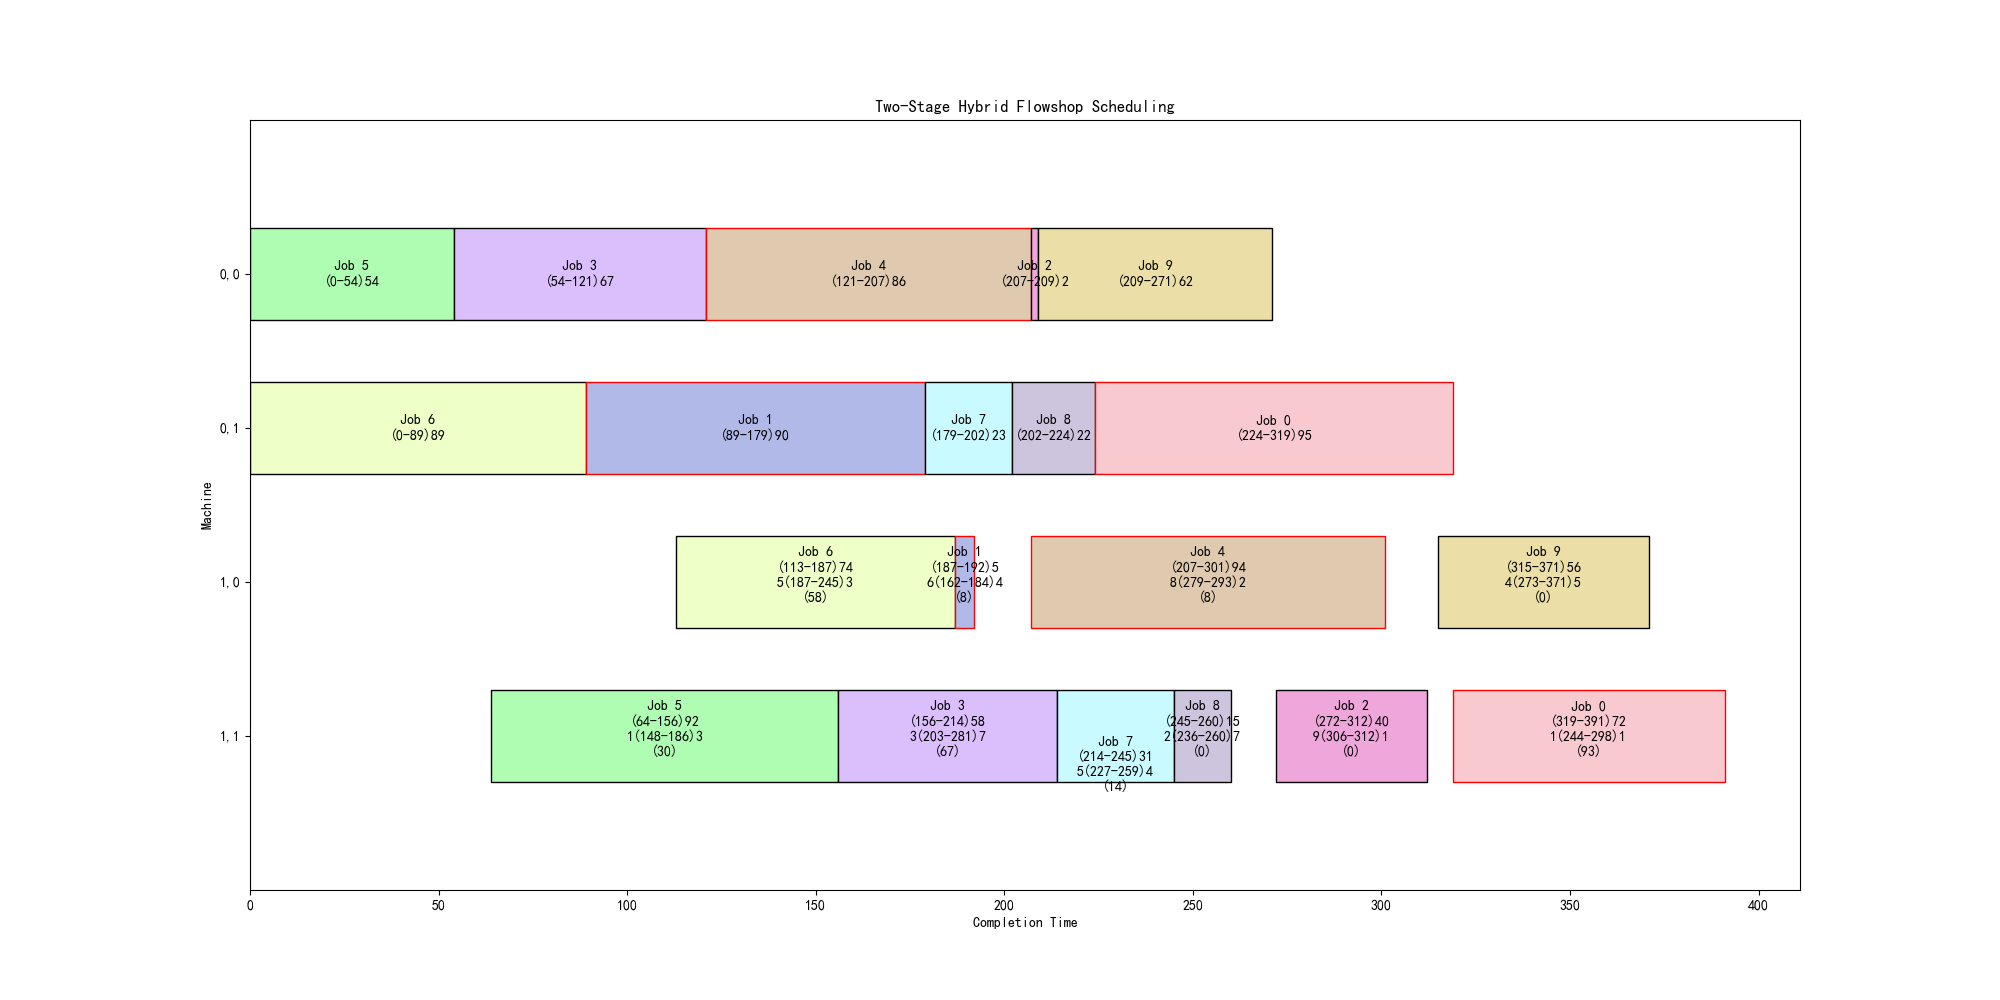 Two-Stage Hybrid Flowshop Scheduling
0,0
Job 5
(0-54)54
Job 3
(54-121)67
Job 4
(121-207)86
Job 2
(207-209)2
Job 9
(209-271)62
0,1
Job 6
(0-89)89
Job 1
(89-179)90
Job 7
(179-202)23
Job 8
(202-224)22
Job 0
(224-319)95
Machine
1,0
Job 6
(113-187)74
5(187-245)3
(58)
Job 1
(187-192)5
6(162-184)4
(8)
Job 4
(207-301)94
8(279-293)2
(8)
Job 9
(315-371)56
4(273-371)5
(0)
1,1
Job 5
(64-156)92
1(148-186)3
(30)
Job 3
(156-214)58
3(203-281)7
(67)
Job 7
(214-245)31
5(227-259)4
(14)
Job 8
(245-260)15
2(236-260)7
(0)
Job 2
(272-312)40
9(306-312)1
(0)
Job 0
(319-391)72
1(244-298)1
(93)
0
50
100
150
200
250
300
350
400
Completion Time